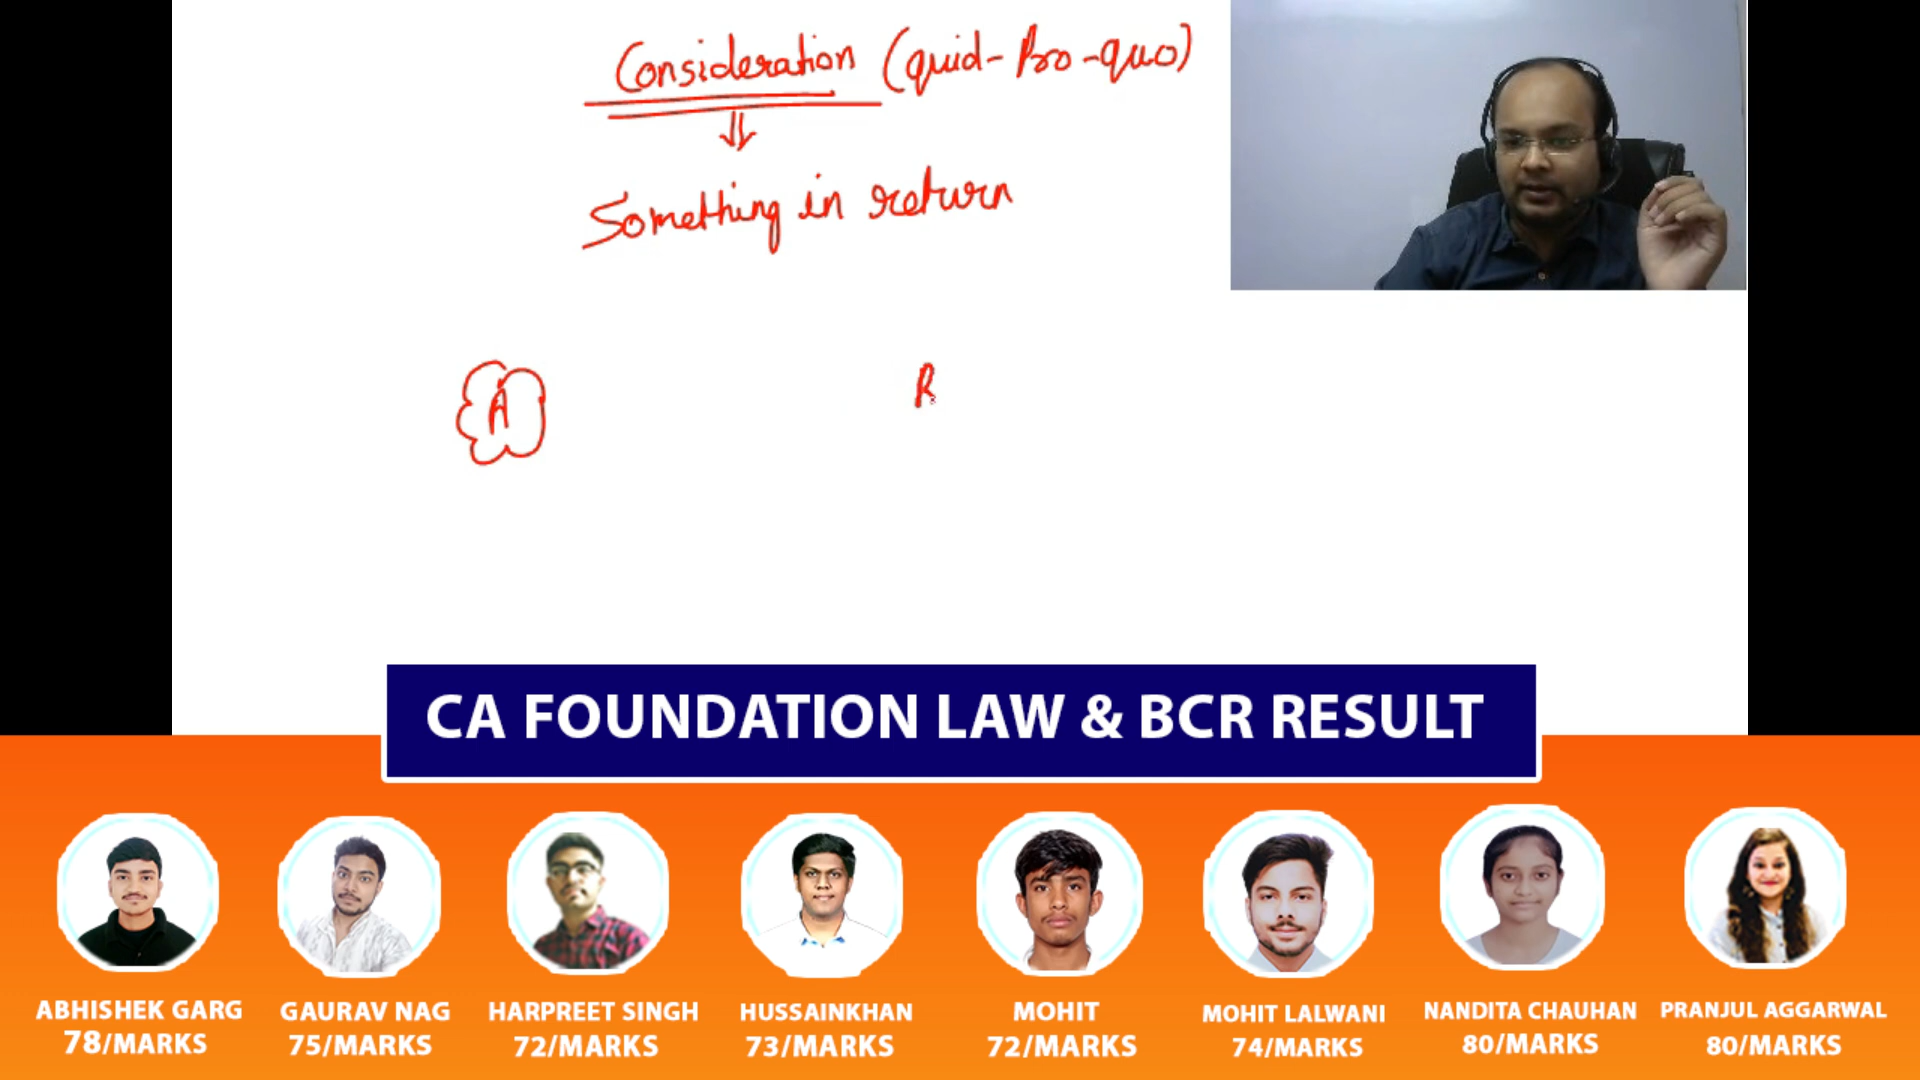 Consideration (quid-Pro-quo)
Something in return
A
B
CA FOUNDATION LAW & BCR RESULT
ABHISHEK GARG
78/MARKS
GAURAV NAG
75/MARKS
HARPREET SINGH
72/MARKS
HUSSAINKHAN
73/MARKS
MOHIT
72/MARKS
MOHIT LALWANI
74/MARKS
NANDITA CHAUHAN
80/MARKS
PRANJUL AGGARWAL
80/MARKS